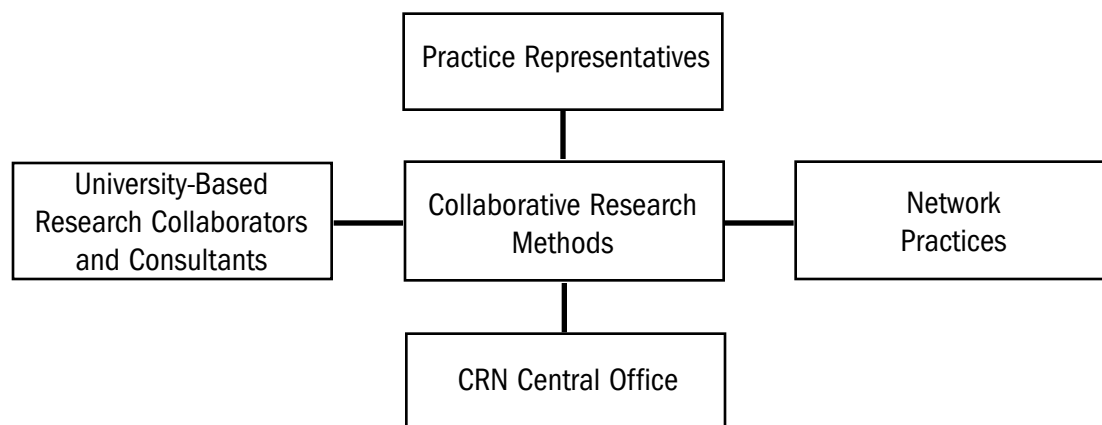 Practice Representatives
University-Based
Research Collaborators
and Consultants
Collaborative Research
Methods
Network
Practices
CRN Central Office